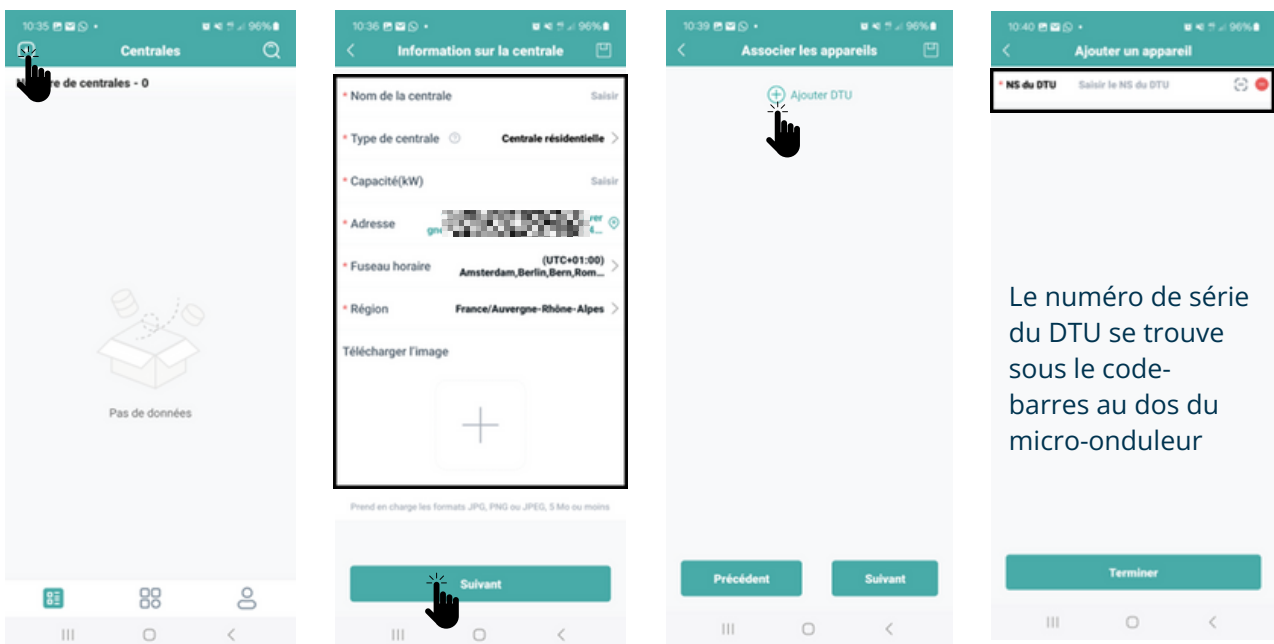 10:35
96%
Centrales
Nombre de centrales - 0
Pas de données
10:36
96%
Information sur la centrale
* Nom de la centrale Saisir
* Type de centrale Centrale résidentielle >
* Capacité(kW) Saisir
* Adresse
* Fuseau horaire (UTC+01:00)
Amsterdam,Berlin,Bern,Rom... >
* Région France/Auvergne-Rhône-Alpes >
Télécharger l'image
Prend en charge les formats JPG, PNG ou JPEG, 5 Mo ou moins
Suivant
10:39
96%
Associer les appareils
Ajouter DTU
Précédent Suivant
10:40
96%
Ajouter un appareil
* NS du DTU Saisir le NS du DTU
Le numéro de série
du DTU se trouve
sous le code-
barres au dos du
micro-onduleur
Terminer